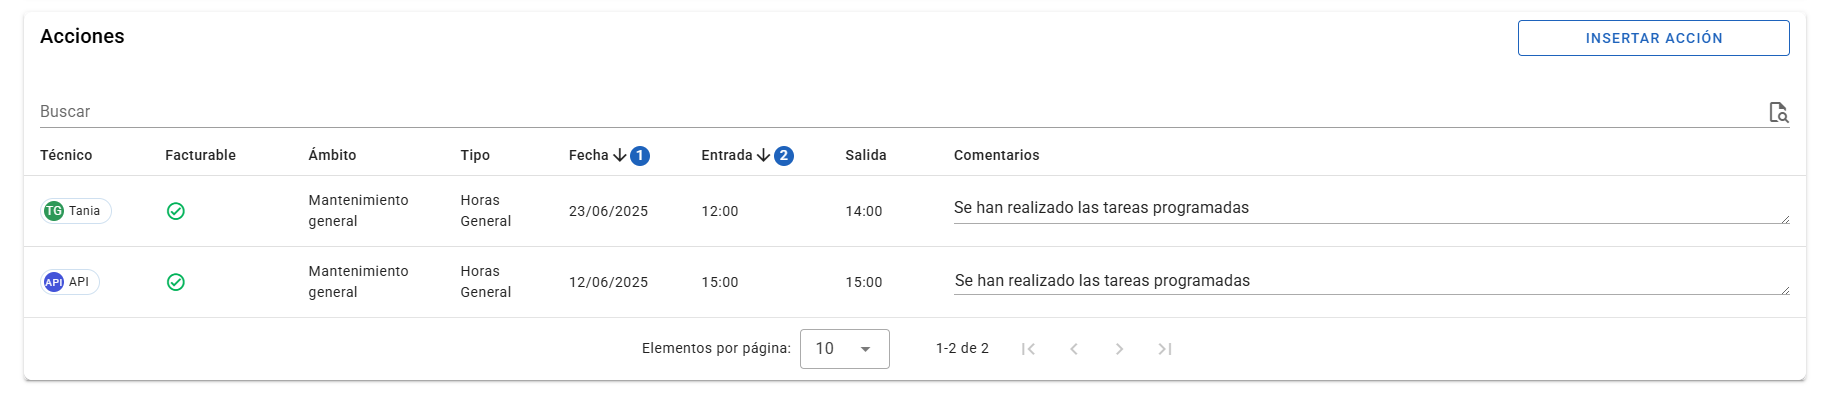 Acciones
INSERTAR ACCIÓN
Buscar
Técnico Facturable Ámbito Tipo Fecha 1 Entrada 2 Salida Comentarios
TG Tania Mantenimiento general Horas General 23/06/2025 12:00 14:00 Se han realizado las tareas programadas
API API Mantenimiento general Horas General 12/06/2025 15:00 15:00 Se han realizado las tareas programadas
Elementos por página: 10 1-2 de 2